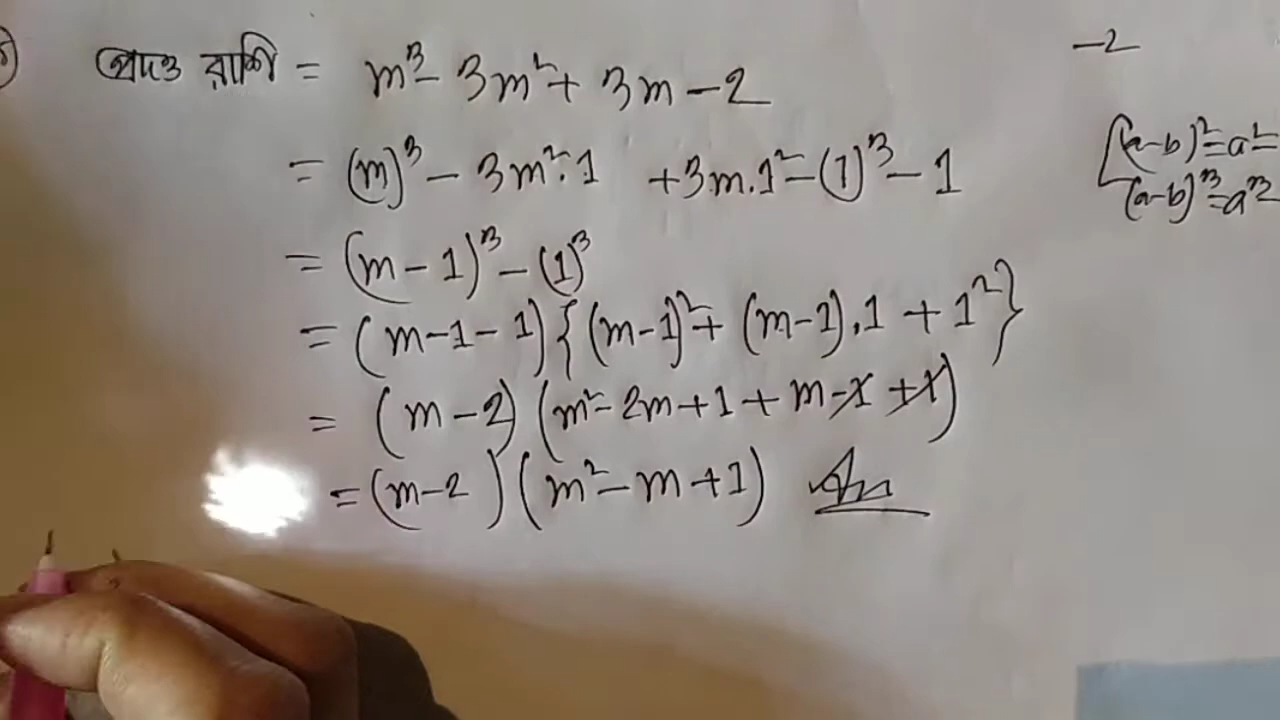 প্রদত্ত রাশি = m³ - 3m² + 3m - 2
= (m)³ - 3m².1 + 3m.1² - (1)³ - 1
= (m - 1)³ - (1)³
= (m-1-1){(m-1)² + (m-1).1 + 1²}
= (m-2)(m² - 2m + 1 + m - 1 + 1)
= (m-2)(m² - m + 1) Ans
-2
(a-b)² = a² -
(a-b)³ = a³